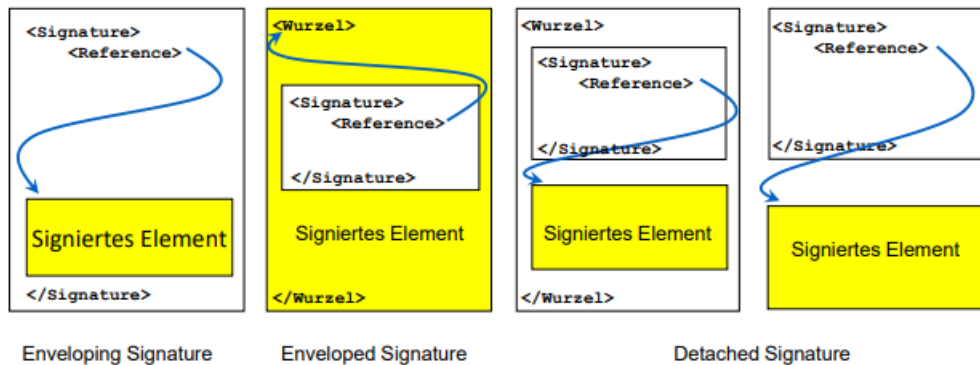 <Signature>
<Reference>
Signiertes Element
</Signature>
Enveloping Signature
<Wurzel>
<Signature>
<Reference>
</Signature>
Signiertes Element
</Wurzel>
Enveloped Signature
<Wurzel>
<Signature>
<Reference>
</Signature>
Signiertes Element
</Wurzel>
<Signature>
<Reference>
</Signature>
Signiertes Element
Detached Signature